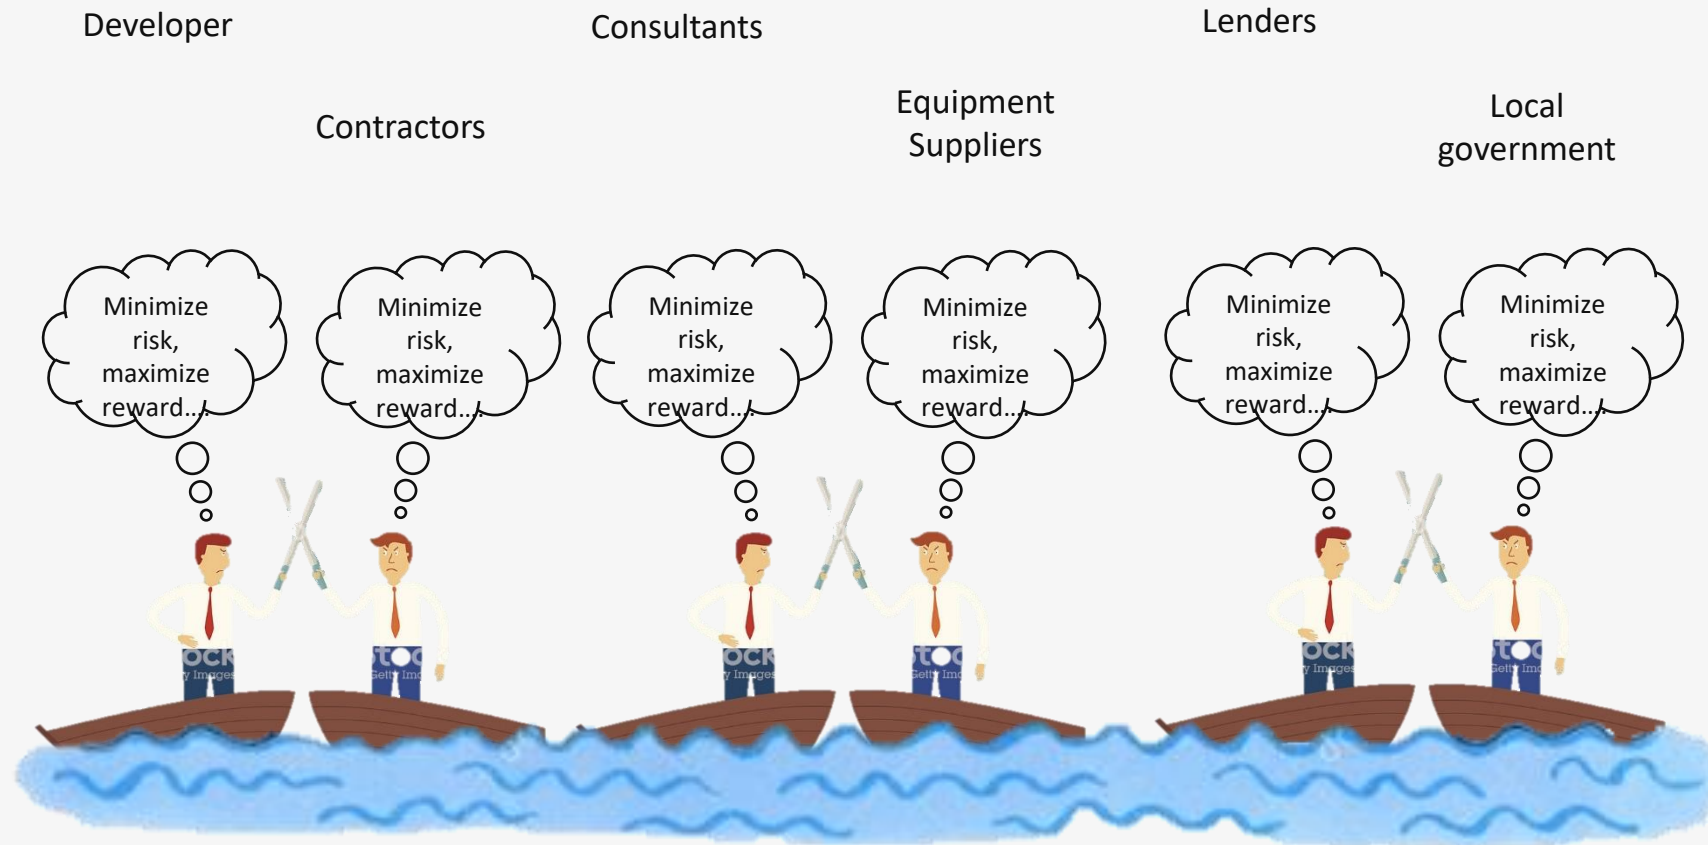 Developer
Contractors
Consultants
Equipment
Suppliers
Lenders
Local
government
Minimize
risk,
maximize
reward...
Minimize
risk,
maximize
reward...
Minimize
risk,
maximize
reward...
Minimize
risk,
maximize
reward...
Minimize
risk,
maximize
reward...
Minimize
risk,
maximize
reward...